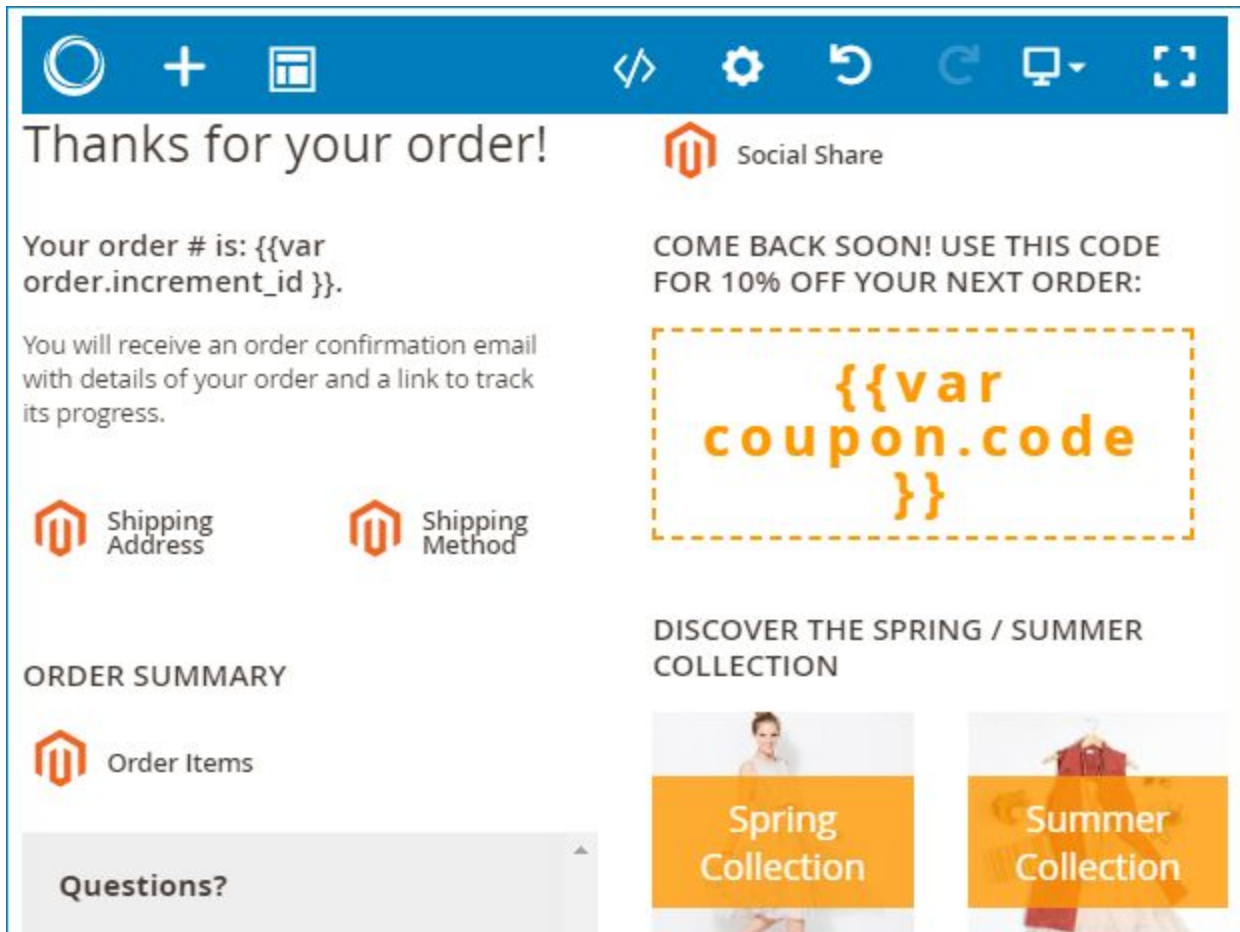 Thanks for your order!
Your order # is: {{var
order.increment_id }}.
You will receive an order confirmation email
with details of your order and a link to track
its progress.
Shipping
Address
Shipping
Method
ORDER SUMMARY
Order Items
Questions?
Social Share
COME BACK SOON! USE THIS CODE
FOR 10% OFF YOUR NEXT ORDER:
{{var
coupon.code
}}
DISCOVER THE SPRING / SUMMER
COLLECTION
Spring
Collection
Summer
Collection